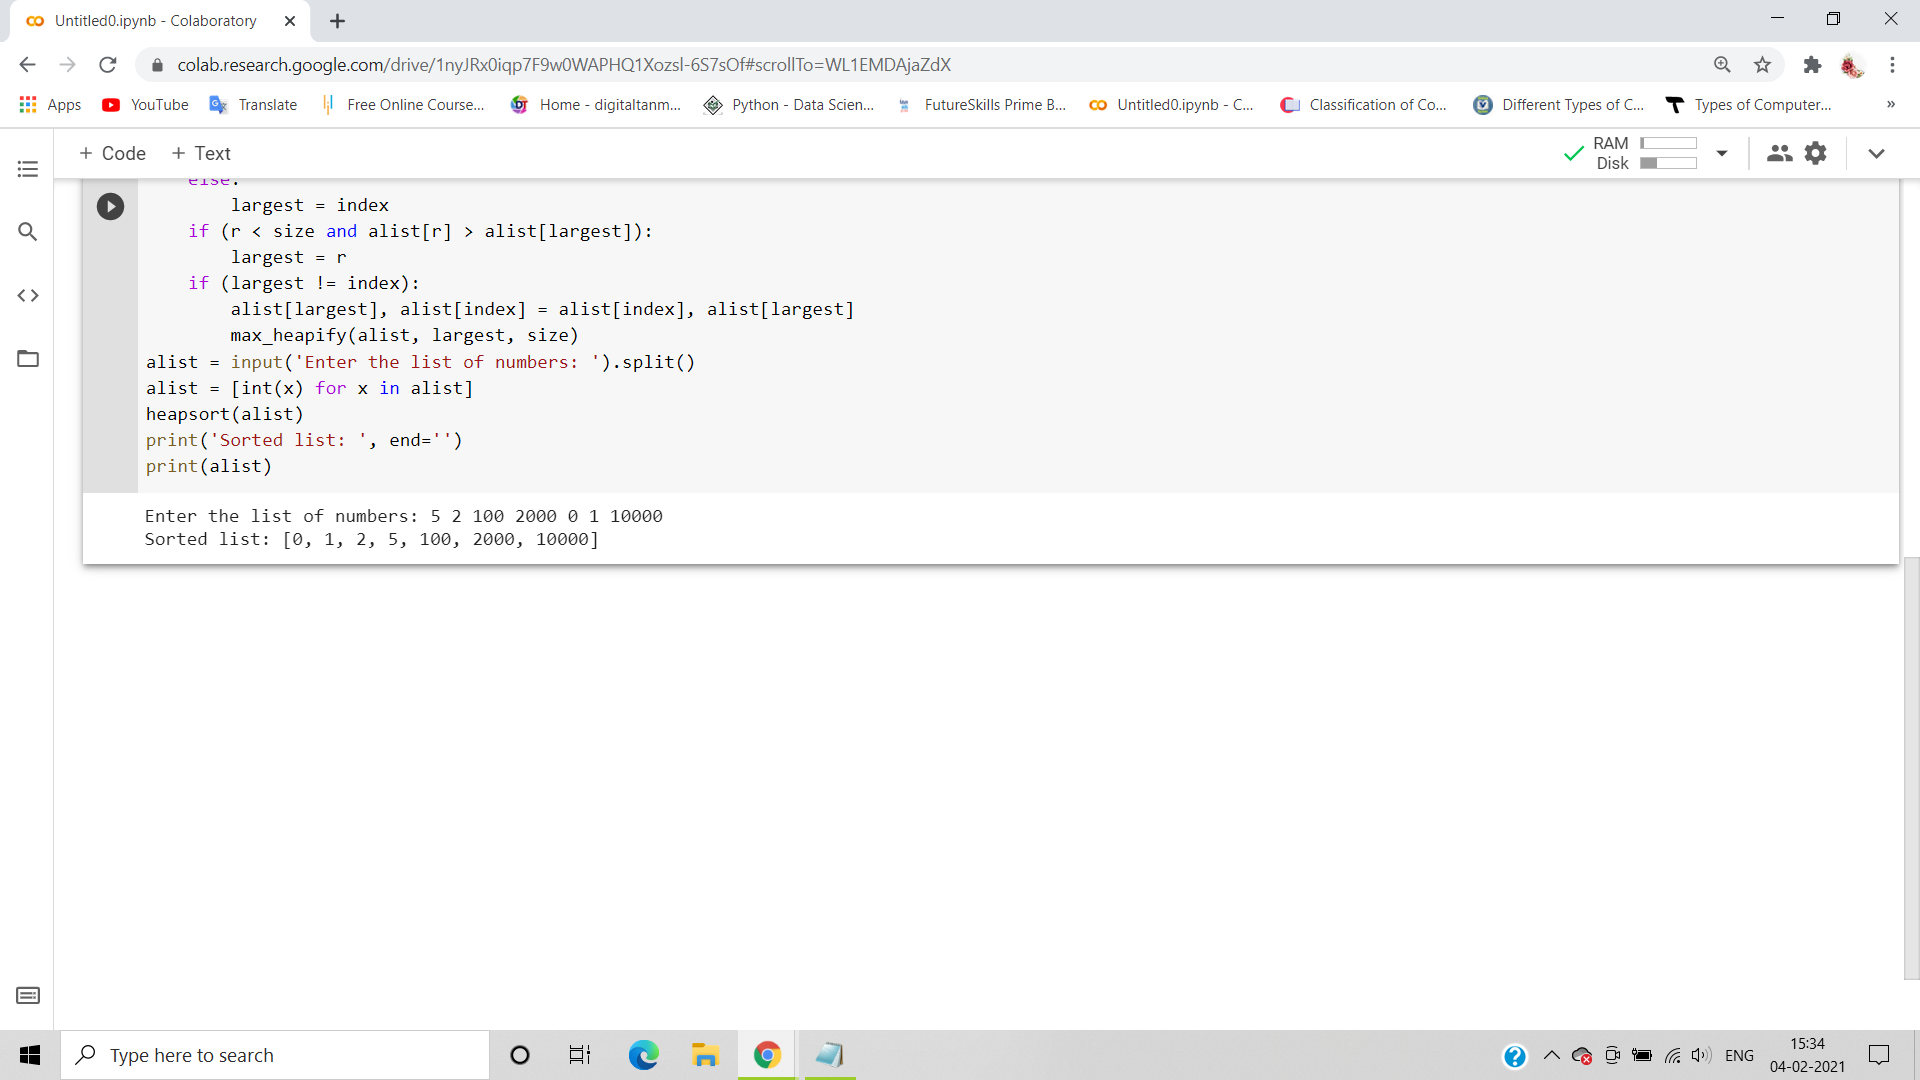 Untitled0.ipynb - Colaboratory
colab.research.google.com/drive/1nyJRx0iqp7F9w0WAPHQ1Xozsl-6S7sOf#scrollTo=WL1EMDAjaZdX
Apps YouTube Translate Free Online Course... Home - digitaltanm... Python - Data Scien... FutureSkills Prime B... Untitled0.ipynb - C... Classification of Co... Different Types of C... Types of Computer... »
+ Code + Text
RAM
Disk
else:
largest = index
if (r < size and alist[r] > alist[largest]):
largest = r
if (largest != index):
alist[largest], alist[index] = alist[index], alist[largest]
max_heapify(alist, largest, size)
alist = input('Enter the list of numbers: ').split()
alist = [int(x) for x in alist]
heapsort(alist)
print('Sorted list: ', end='')
print(alist)
Enter the list of numbers: 5 2 100 2000 0 1 10000
Sorted list: [0, 1, 2, 5, 100, 2000, 10000]
Type here to search
ENG
15:34
04-02-2021